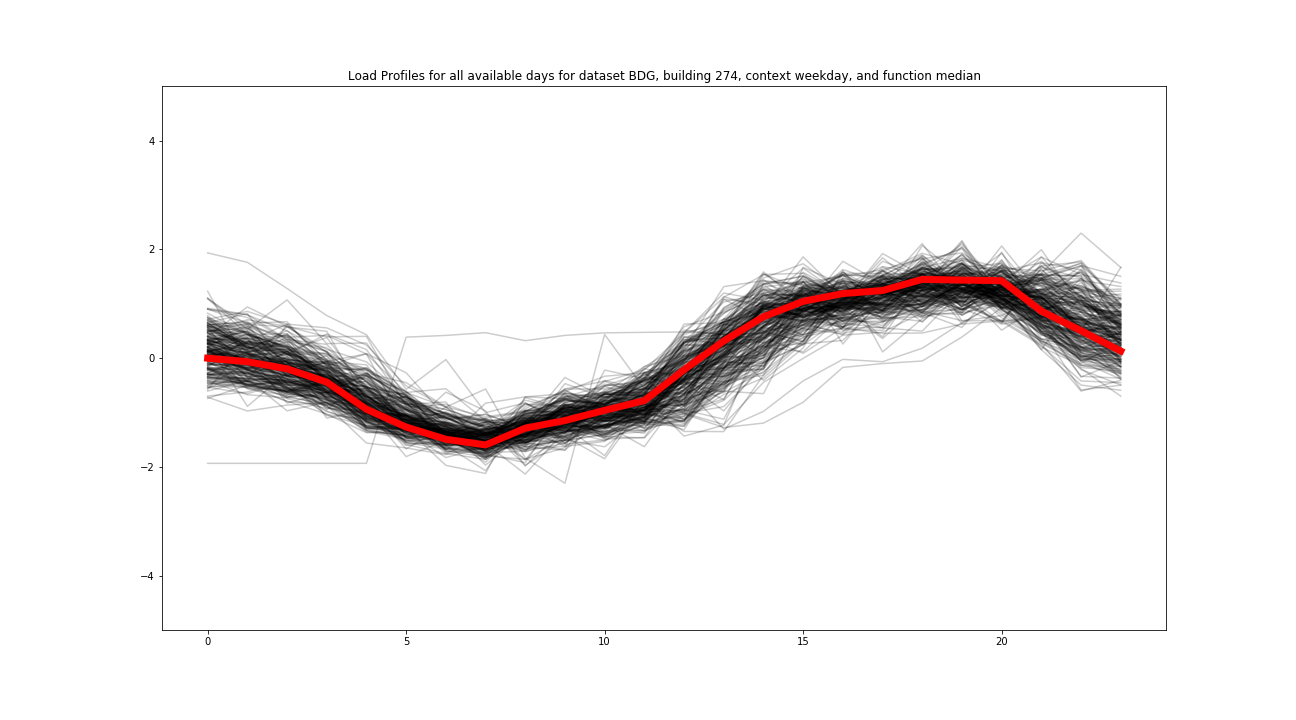 Load Profiles for all available days for dataset BDG, building 274, context weekday, and function median
4
2
0
−2
−4
0 5 10 15 20